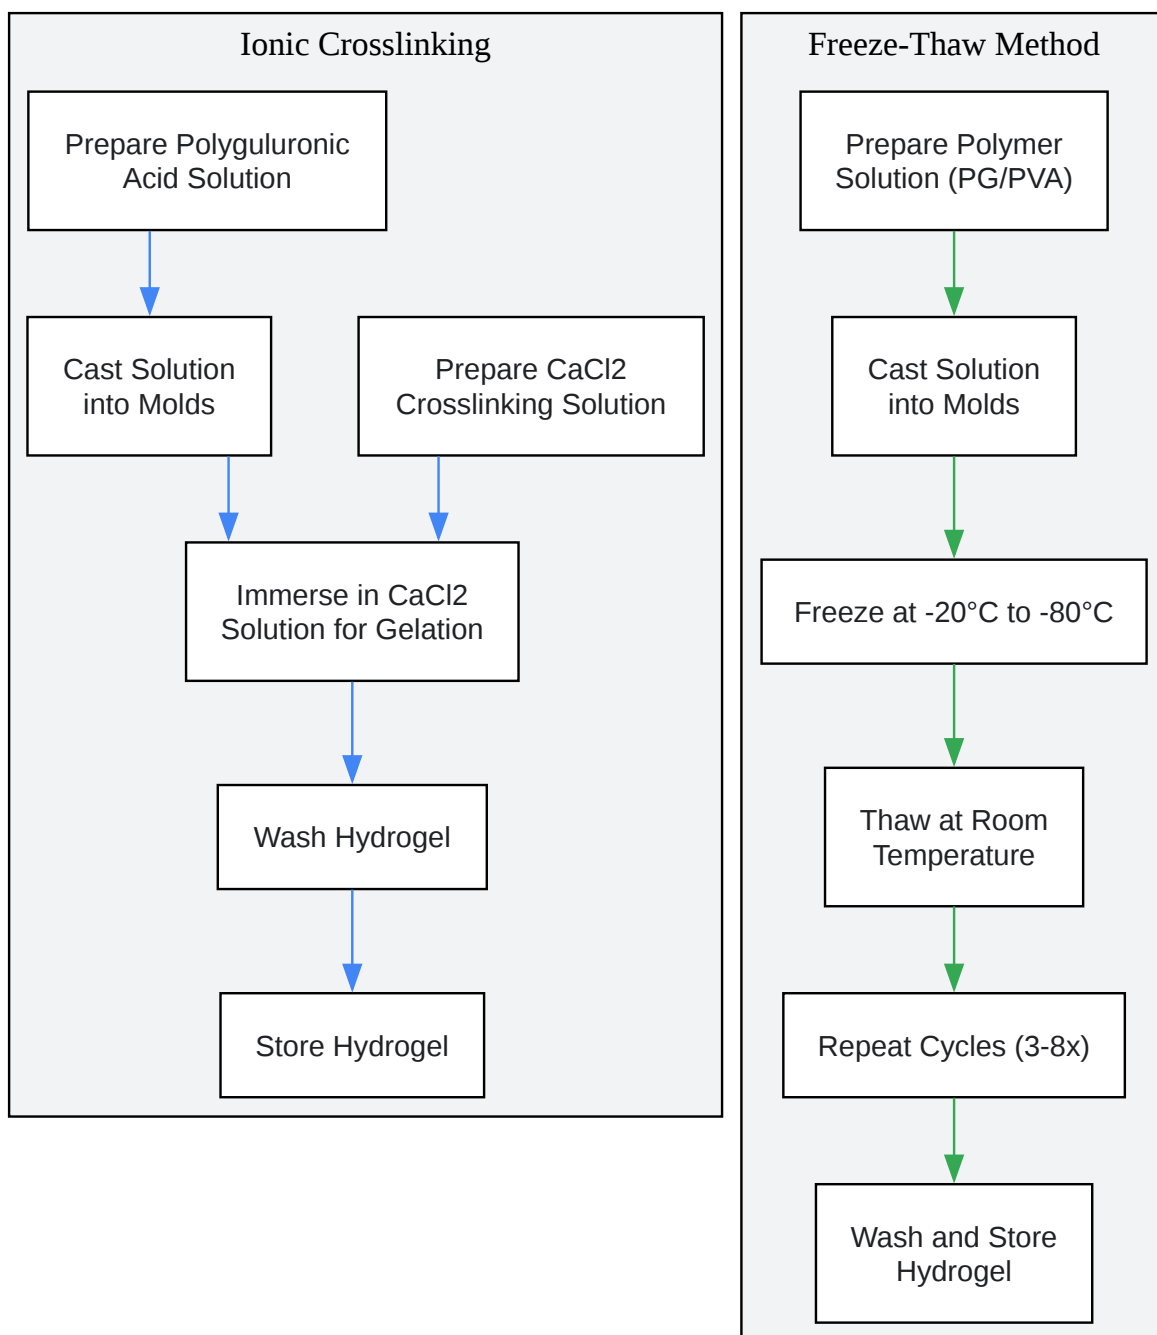 Ionic Crosslinking
Prepare Polyguluronic
Acid Solution
Cast Solution
into Molds
Prepare CaCl2
Crosslinking Solution
Immerse in CaCl2
Solution for Gelation
Wash Hydrogel
Store Hydrogel
Freeze-Thaw Method
Prepare Polymer
Solution (PG/PVA)
Cast Solution
into Molds
Freeze at -20°C to -80°C
Thaw at Room
Temperature
Repeat Cycles (3-8x)
Wash and Store
Hydrogel